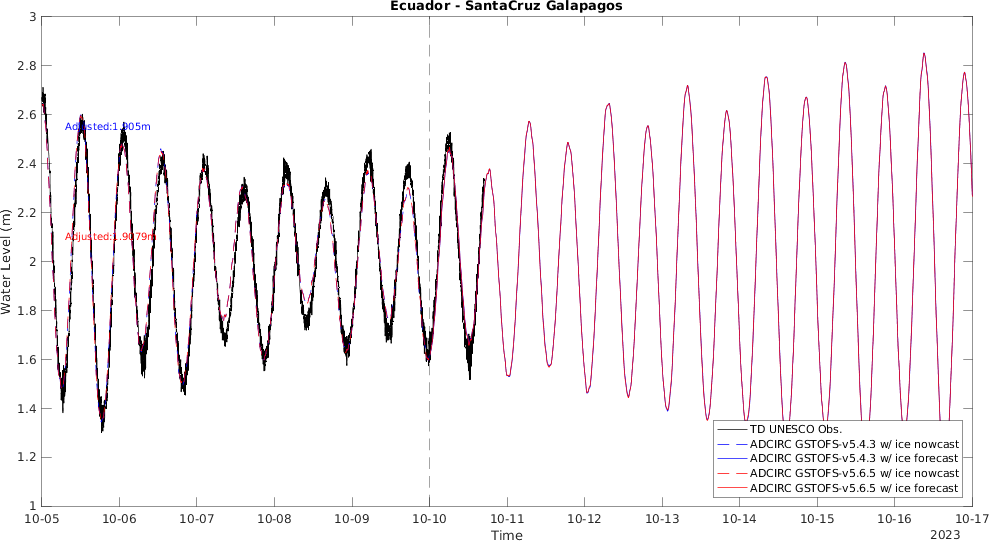 Ecuador - SantaCruz Galapagos
3
2.8
2.6
2.4
2.2
2
1.8
1.6
1.4
1.2
1
Water Level (m)
Adjusted:1.905m
Adjusted:1.9079m
TD UNESCO Obs.
ADCIRC GSTOFS-v5.4.3 w/ ice nowcast
ADCIRC GSTOFS-v5.4.3 w/ ice forecast
ADCIRC GSTOFS-v5.6.5 w/ ice nowcast
ADCIRC GSTOFS-v5.6.5 w/ ice forecast
10-05 10-06 10-07 10-08 10-09 10-10 10-11 10-12 10-13 10-14 10-15 10-16 10-17
Time
2023